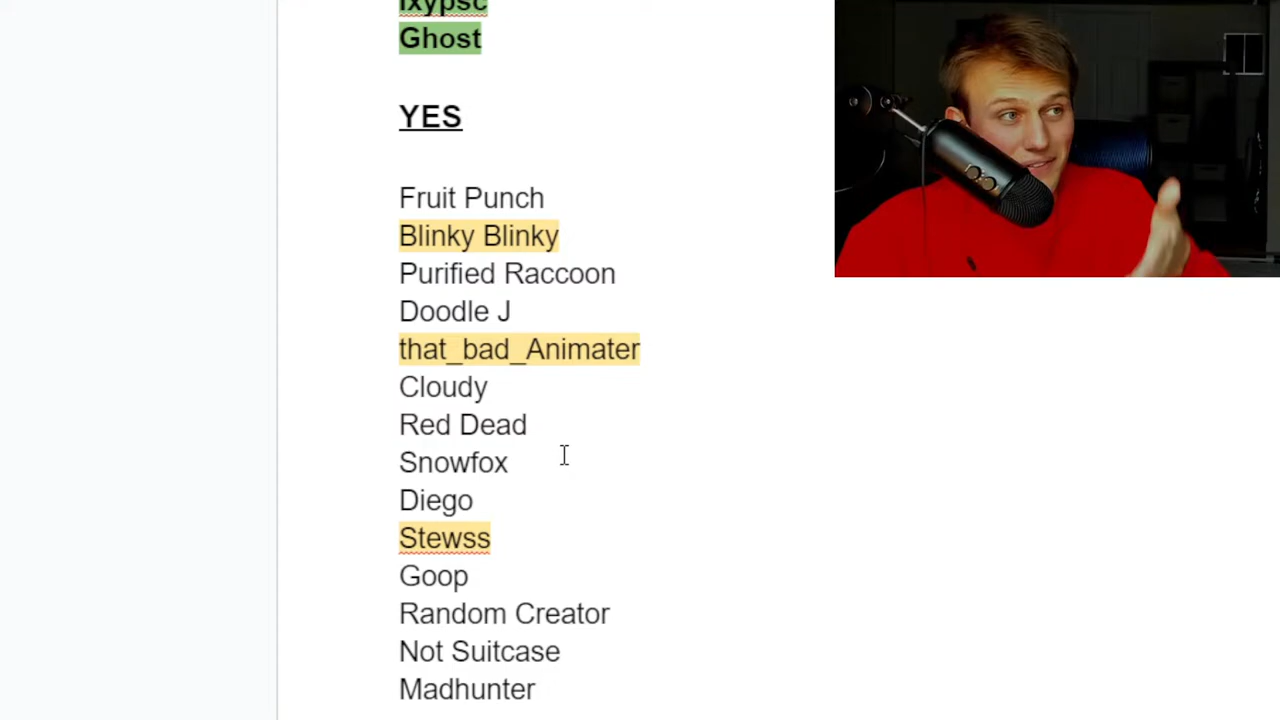 Ghost
YES
Fruit Punch
Blinky Blinky
Purified Raccoon
Doodle J
that_bad_Animater
Cloudy
Red Dead
Snowfox
Diego
Stewss
Goop
Random Creator
Not Suitcase
Madhunter